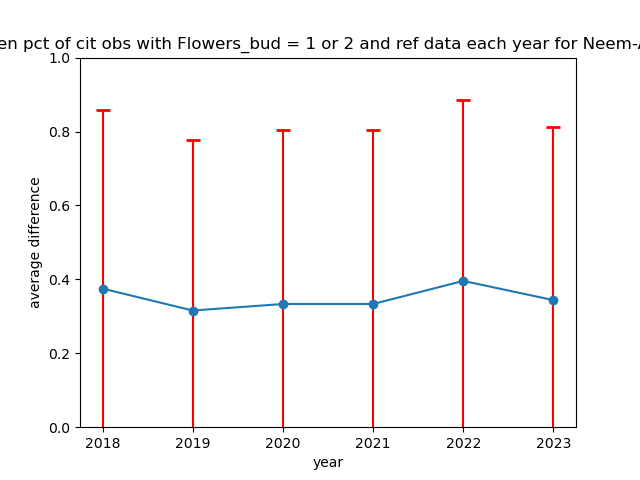 en pct of cit obs with Flowers_bud = 1 or 2 and ref data each year for Neem-
1.0
0.8
0.6
0.4
0.2
0.0
average difference
2018 2019 2020 2021 2022 2023
year